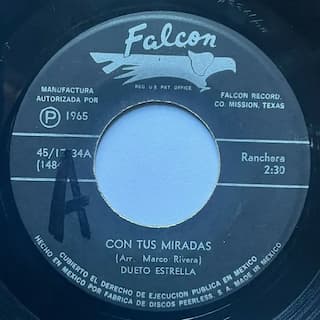 Falcon
REG. U.S. PAT. OFFICE
MANUFACTURA
AUTORIZADA POR
FALCON RECORD.
CO. MISSION, TEXAS
P 1965
45/
34A
Ranchera
2:30
A
CON TUS MIRADAS
(Arr. Marco Rivera)
DUETO ESTRELLA
CUBIERTO EL DERECHO DE EJECUCION PUBLICA EN MEXICO
HECHO EN MEXICO POR FABRICA DE DISCOS PEERLESS, S A MADE IN MEXICO